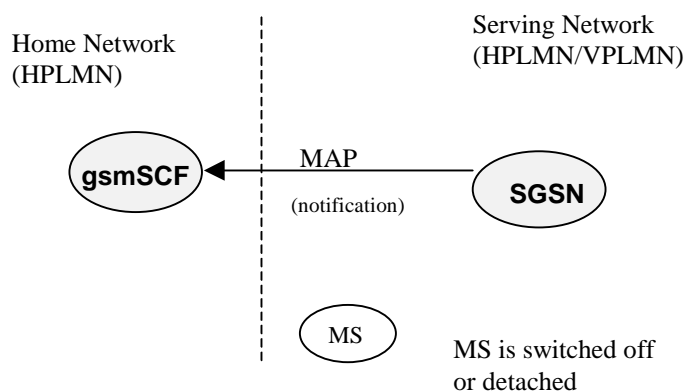 Home Network
(HPLMN)
Serving Network
(HPLMN/VPLMN)
gsmSCF
MAP
(notification)
SGSN
MS
MS is switched off
or detached